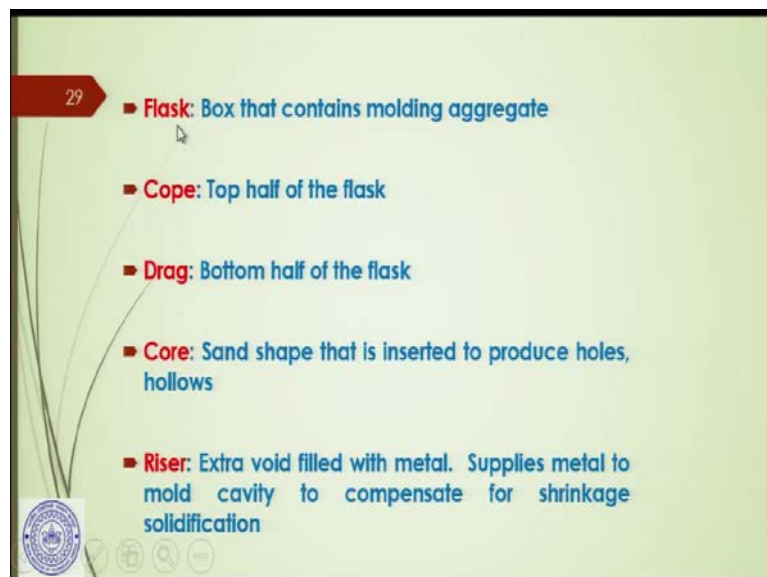 29
Flask: Box that contains molding aggregate
Cope: Top half of the flask
Drag: Bottom half of the flask
Core: Sand shape that is inserted to produce holes,
hollows
Riser: Extra void filled with metal. Supplies metal to
mold cavity to compensate for shrinkage
solidification